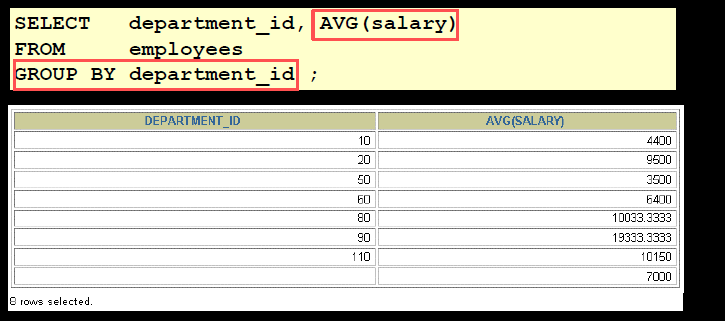 SELECT department_id, AVG(salary)
FROM employees
GROUP BY department_id ;
DEPARTMENT_ID AVG(SALARY)
10 4400
20 9500
50 3500
60 6400
80 10033.3333
90 19333.3333
110 10150
7000
8 rows selected.